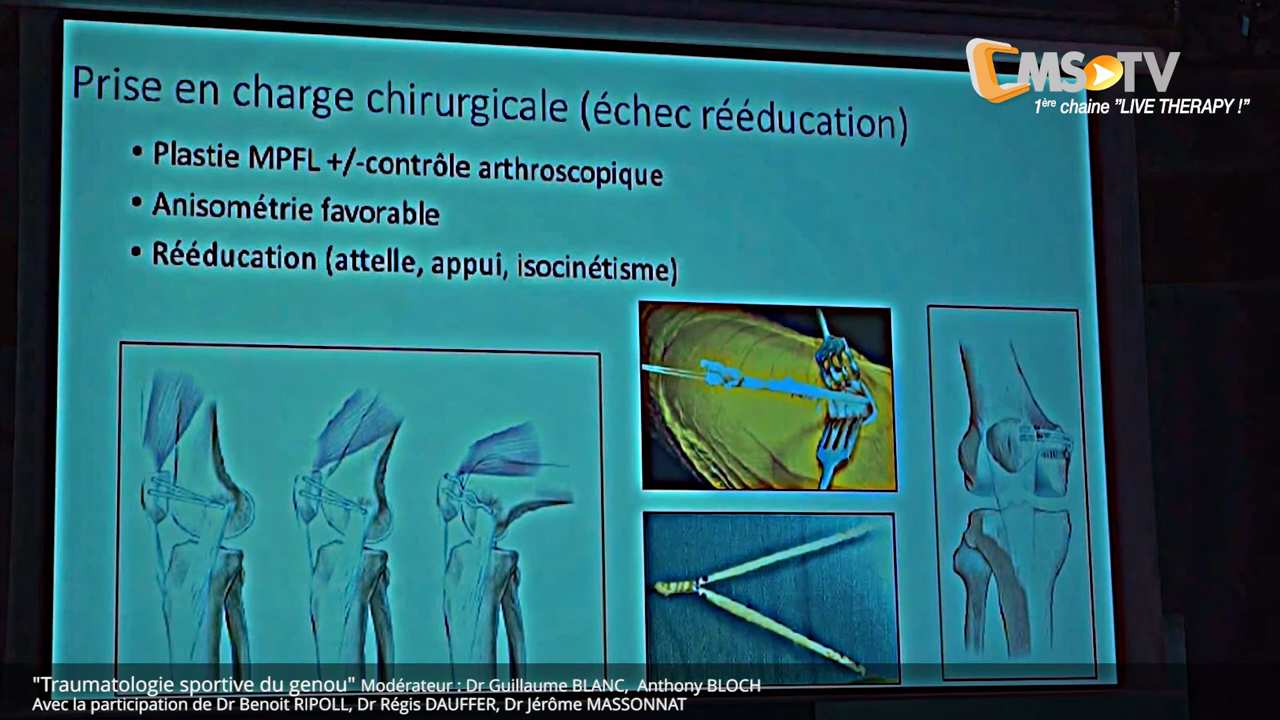 CMS TV
1ère chaine "LIVE THERAPY !"
Prise en charge chirurgicale (échec rééducation)
• Plastie MPFL +/-contrôle arthroscopique
• Anisométrie favorable
• Rééducation (attelle, appui, isocinétisme)
"Traumatologie sportive du genou" Modérateur : Dr Guillaume BLANC, Anthony BLOCH
Avec la participation de Dr Benoit RIPOLL, Dr Régis DAUFFER, Dr Jérôme MASSONNAT